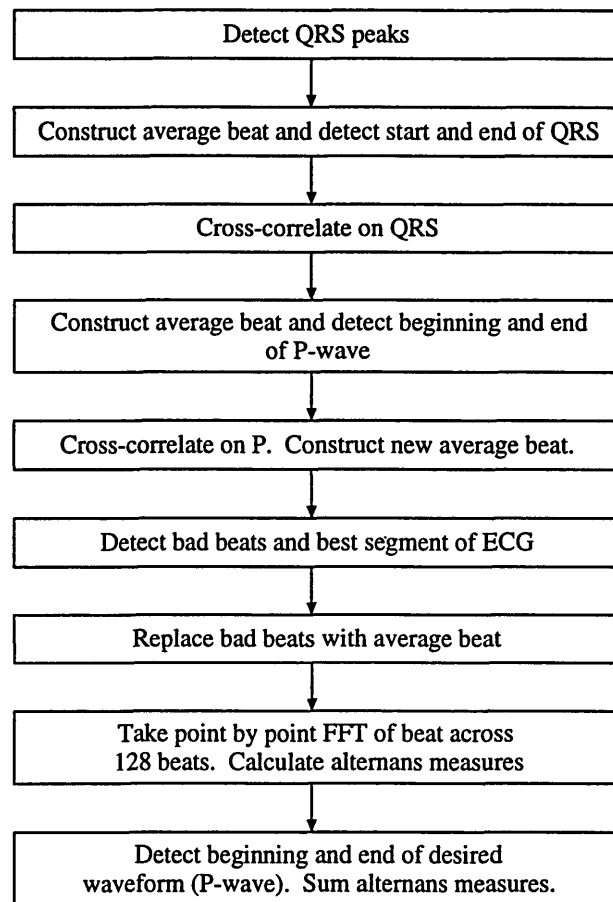 Detect QRS peaks
Construct average beat and detect start and end of QRS
Cross-correlate on QRS
Construct average beat and detect beginning and end
of P-wave
Cross-correlate on P. Construct new average beat.
Detect bad beats and best segment of ECG
Replace bad beats with average beat
Take point by point FFT of beat across
128 beats. Calculate alternans measures
Detect beginning and end of desired
waveform (P-wave). Sum alternans measures.